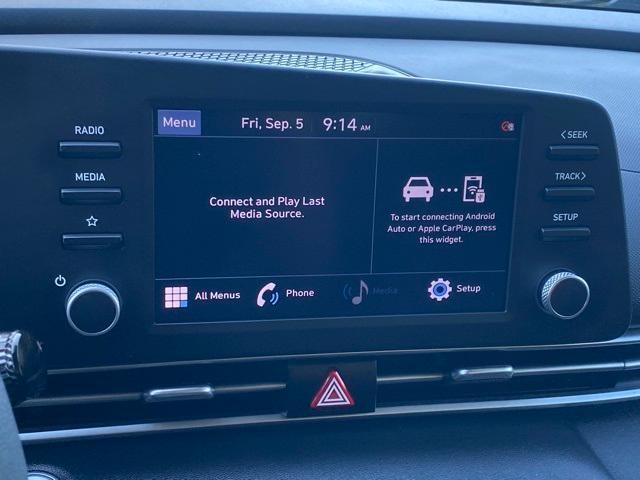 RADIO
MEDIA
Menu
Fri, Sep. 5
9:14 AM
Connect and Play Last
Media Source.
To start connecting Android
Auto or Apple CarPlay, press
this widget.
All Menus
Phone
Media
Setup
<SEEK
TRACK>
SETUP